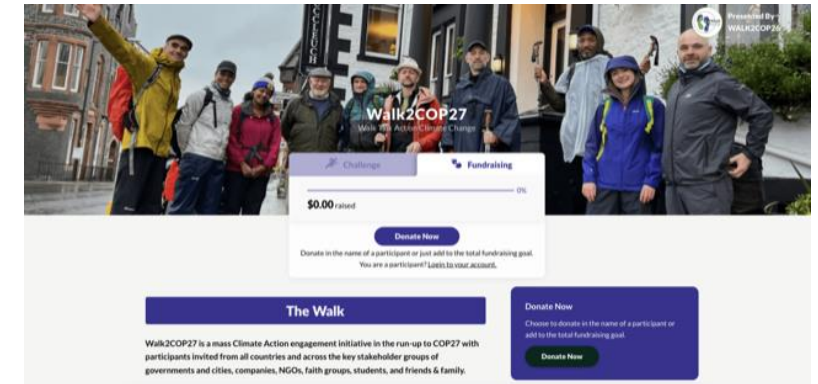 Presented By
WALK2COP26
Walk2COP27
Walk Talk Action Climate Change
Challenge
Fundraising
0%
$0.00 raised
Donate Now
Donate in the name of a participant or just add to the total fundraising goal.
You are a participant? Login to your account.
The Walk
Walk2COP27 is a mass Climate Action engagement initiative in the run-up to COP27 with
participants invited from all countries and across the key stakeholder groups of
governments and cities, companies, NGOs, faith groups, students, and friends & family.
Donate Now
Choose to donate in the name of a participant or
add to the total fundraising goal.
Donate Now